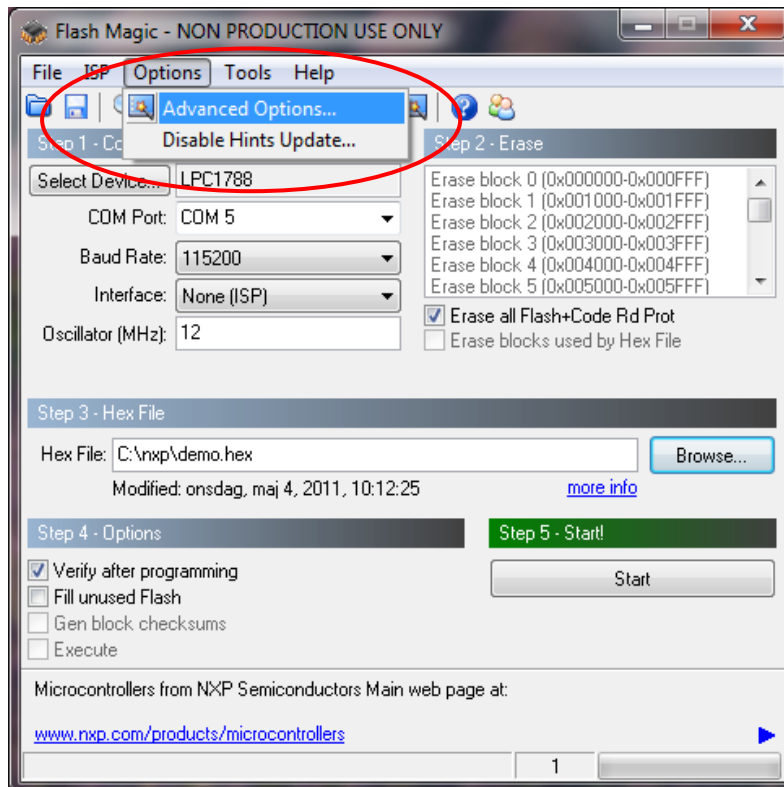 Flash Magic - NON PRODUCTION USE ONLY
File ISP Options Tools Help
Advanced Options...
Disable Hints Update...
Step 1 - Co
Step 2 - Erase
Select Device... LPC1788
COM Port: COM 5
Baud Rate: 115200
Interface: None (ISP)
Oscillator (MHz): 12
Erase block 0 (0x000000-0x000FFF)
Erase block 1 (0x001000-0x001FFF)
Erase block 2 (0x002000-0x002FFF)
Erase block 3 (0x003000-0x003FFF)
Erase block 4 (0x004000-0x004FFF)
Erase block 5 (0x005000-0x005FFF)
Erase all Flash+Code Rd Prot
Erase blocks used by Hex File
Step 3 - Hex File
Hex File: C:\nxp\demo.hex
Browse...
Modified: onsdag, maj 4, 2011, 10:12:25
more info
Step 4 - Options
Step 5 - Start!
Verify after programming
Fill unused Flash
Gen block checksums
Execute
Start
Microcontrollers from NXP Semiconductors Main web page at:
www.nxp.com/products/microcontrollers
1